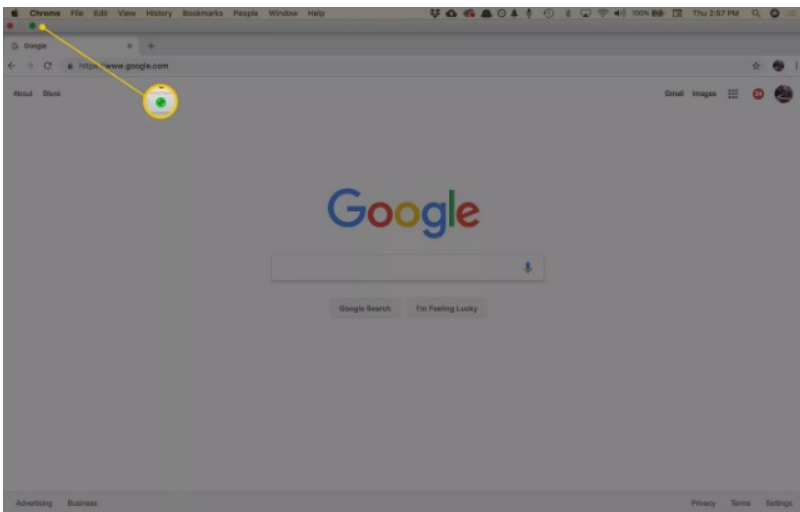 Chrome File Edit View History Bookmarks People Window Help 100% Thu 2:57 PM
Google
https://www.google.com
About Store Gmail Images
Google
Google Search I'm Feeling Lucky
Advertising Business Privacy Terms Settings